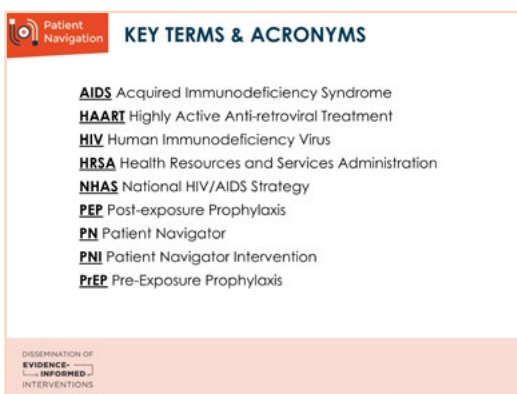 Patient
Navigation
KEY TERMS & ACRONYMS
AIDS Acquired Immunodeficiency Syndrome
HAART Highly Active Anti-retroviral Treatment
HIV Human Immunodeficiency Virus
HRSA Health Resources and Services Administration
NHAS National HIV/AIDS Strategy
PEP Post-exposure Prophylaxis
PN Patient Navigator
PNI Patient Navigator Intervention
PrEP Pre-Exposure Prophylaxis
DISSEMINATION OF
EVIDENCE-
INFORMED
INTERVENTIONS